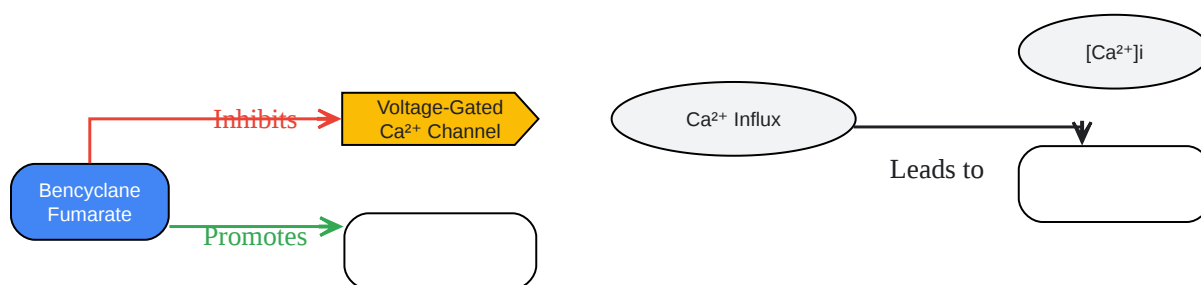 [Ca²⁺]i
Inhibits
Voltage-Gated
Ca²⁺ Channel
Ca²⁺ Influx
Leads to
Bencyclane
Fumarate
Promotes